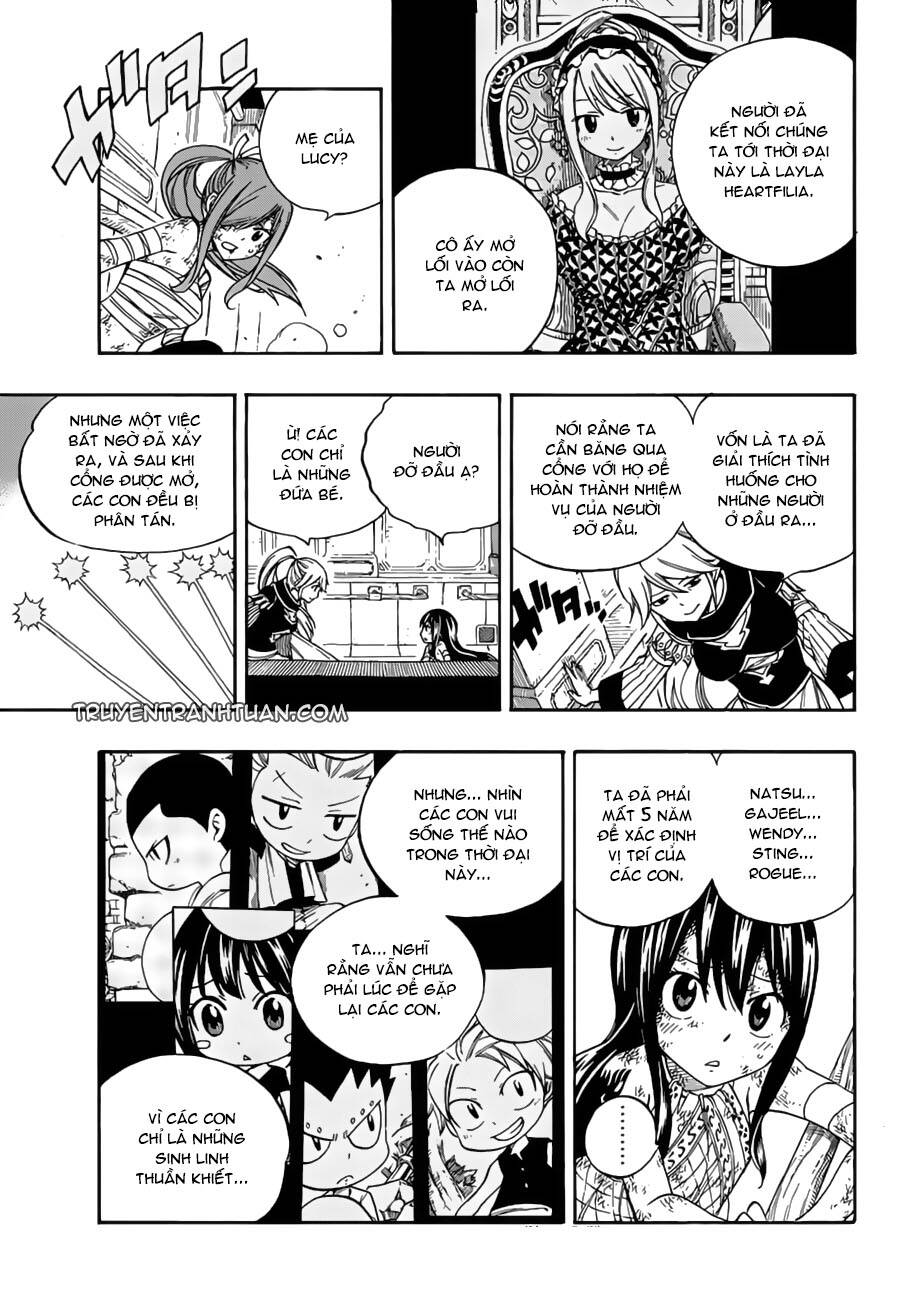 NGƯỜI ĐÃ
KẾT NỐI CHÚNG
TA TỚI THỜI ĐẠI
NÀY LÀ LAYLA
HEARTFILIA.
CÔ ẤY MỞ
LỐI VÀO CÒN
TA MỞ LỐI
RA.
MẸ CỦA
LUCY?
ガタン
VỐN LÀ TA ĐÃ
GIẢI THÍCH TÌNH
HUỐNG CHO
NHŨNG NGƯỜI
Ở ĐẦU RA...
NÓI RẰNG TA
CẦN BĂNG QUA
CỔNG VỚI HỌ ĐỂ
HOÀN THÀNH NHIỆM
VỤ CỦA NGƯỜI
ĐỠ ĐẦU.
ガタ
NGƯỜI
ĐỠ ĐẦU Ạ?
Ừ! CÁC
CON CHỈ
LÀ NHỮNG
ĐỨA BÉ.
NHƯNG MỘT VIỆC
BẤT NGỜ ĐÃ XẢY
RA, VÀ SAU KHI
CỔNG ĐƯỢC MỞ,
CÁC CON ĐỀU BỊ
PHÂN TÁN.
TRUYENTRANHTUAN.COM
NATSU...
GAJEEL...
WENDY...
STING...
ROGUE...
TA ĐÃ PHẢI
MẤT 5 NĂM
ĐỂ XÁC ĐỊNH
VỊ TRÍ CỦA
CÁC CON.
.........
NHƯNG... NHÌN
CÁC CON VUI
SỐNG THẾ NÀO
TRONG THỜI ĐẠI
NÀY...
TA... NGHĨ
RẰNG VẪN CHƯA
PHẢI LÚC ĐỂ GẶP
LẠI CÁC CON.
VÌ CÁC CON
CHỈ LÀ NHỮNG
SINH LINH
THUẦN KHIẾT...